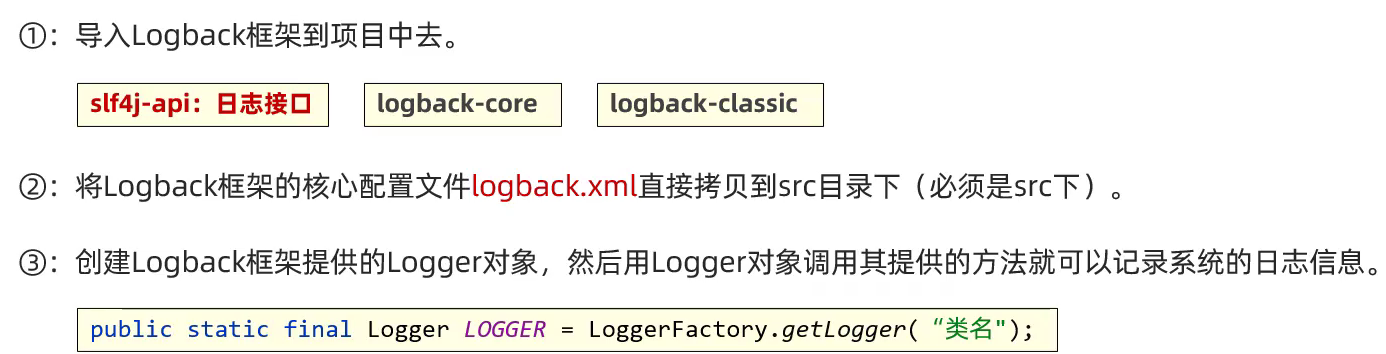 ①：导入Logback框架到项目中去。
slf4j-api：日志接口 logback-core logback-classic
②：将Logback框架的核心配置文件logback.xml直接拷贝到src目录下（必须是src下）。
③：创建Logback框架提供的Logger对象，然后用Logger对象调用其提供的方法就可以记录系统的日志信息。
public static final Logger LOGGER = LoggerFactory.getLogger( “类名");